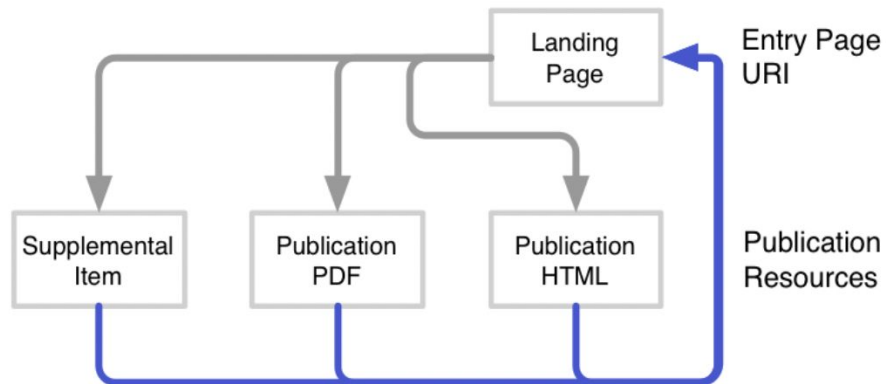 Landing
Page
Entry Page
URI
Supplemental
Item
Publication
PDF
Publication
HTML
Publication
Resources